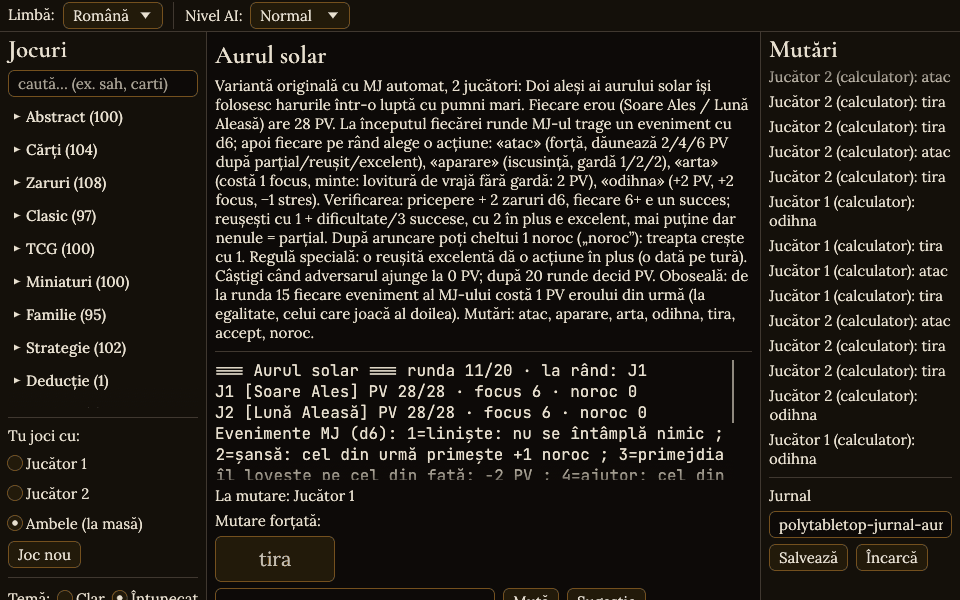 Limbă: Română ▼ Nivel AI: Normal ▼
Jocuri
caută... (ex. sah, carti)
▸ Abstract (100)
▸ Cărți (104)
▸ Zaruri (108)
▸ Clasic (97)
▸ TCG (100)
▸ Miniaturi (100)
▸ Familie (95)
▸ Strategie (102)
▸ Deducție (1)
Tu joci cu:
Jucător 1
Jucător 2
Ambele (la masă)
Joc nou
Temă: Clar Întunecat
Aurul solar
Variantă originală cu MJ automat, 2 jucători: Doi aleși ai aurului solar își
folosesc harurile într-o luptă cu pumni mari. Fiecare erou (Soare Ales / Lună
Aleasă) are 28 PV. La începutul fiecărei runde MJ-ul trage un eveniment cu
d6; apoi fiecare pe rând alege o acțiune: «atac» (forță, dăunează 2/4/6 PV
după parțial/reușit/excelent), «aparare» (iscusință, gardă 1/2/2), «arta»
(costă 1 focus, minte: lovitură de vrajă fără gardă: 2 PV), «odihna» (+2 PV, +2
focus, −1 stres). Verificarea: pricepere + 2 zaruri d6, fiecare 6+ e un succes;
reușești cu 1 + dificultate/3 succese, cu 2 în plus e excelent, mai puține dar
nenule = parțial. După aruncare poți cheltui 1 noroc („noroc”): treapta crește
cu 1. Regulă specială: o reușită excelentă dă o acțiune în plus (o dată pe tură).
Câștigi când adversarul ajunge la 0 PV; după 20 runde decid PV. Oboseală: de
la runda 15 fiecare eveniment al MJ-ului costă 1 PV eroului din urmă (la
egalitate, celui care joacă al doilea). Mutări: atac, aparare, arta, odihna, tira,
accept, noroc.
═══ Aurul solar ═══ runda 11/20 · la rând: J1
J1 [Soare Ales] PV 28/28 · focus 6 · noroc 0
J2 [Lună Aleasă] PV 28/28 · focus 6 · noroc 0
Evenimente MJ (d6): 1=liniște: nu se întâmplă nimic ;
2=șansă: cel din urmă primește +1 noroc ; 3=primejdia
îl lovește pe cel din față: -2 PV ; 4=ajutor: cel din
La mutare: Jucător 1
Mutare forțată:
tira
Mută Sugestie
Mutări
Jucător 2 (calculator): atac
Jucător 2 (calculator): tira
Jucător 2 (calculator): tira
Jucător 2 (calculator): atac
Jucător 2 (calculator): tira
Jucător 1 (calculator):
odihna
Jucător 1 (calculator): tira
Jucător 1 (calculator): atac
Jucător 1 (calculator): tira
Jucător 2 (calculator): atac
Jucător 2 (calculator): tira
Jucător 2 (calculator): tira
Jucător 2 (calculator):
odihna
Jucător 1 (calculator):
odihna
Jurnal
polytabletop-jurnal-aur
Salvează Încarcă